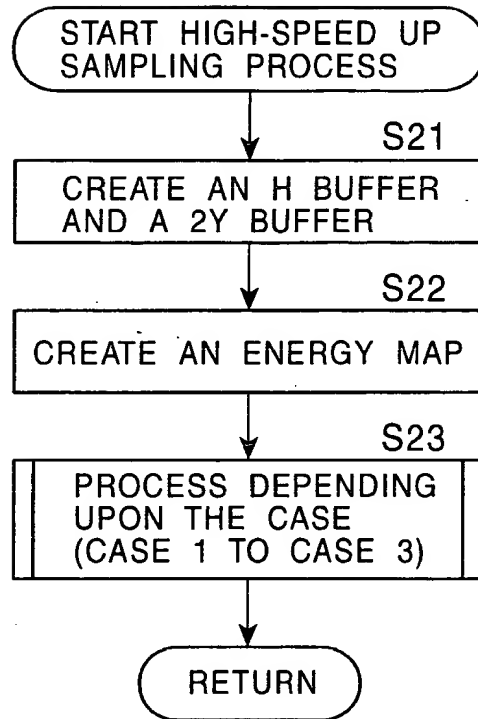 START HIGH-SPEED UP
SAMPLING PROCESS
S21
CREATE AN H BUFFER
AND A 2Y BUFFER
S22
CREATE AN ENERGY MAP
S23
PROCESS DEPENDING
UPON THE CASE
(CASE 1 TO CASE 3)
RETURN